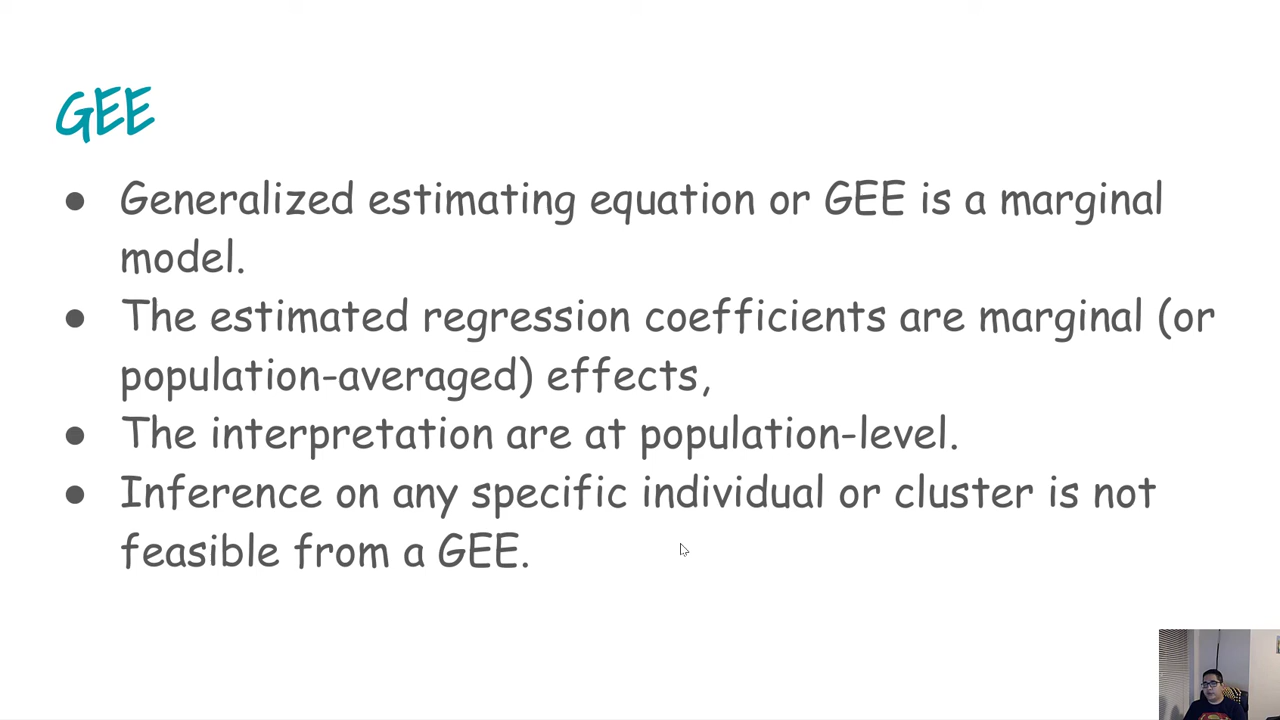 GEE
● Generalized estimating equation or GEE is a marginal
model.
● The estimated regression coefficients are marginal (or
population-averaged) effects,
● The interpretation are at population-level.
● Inference on any specific individual or cluster is not
feasible from a GEE.